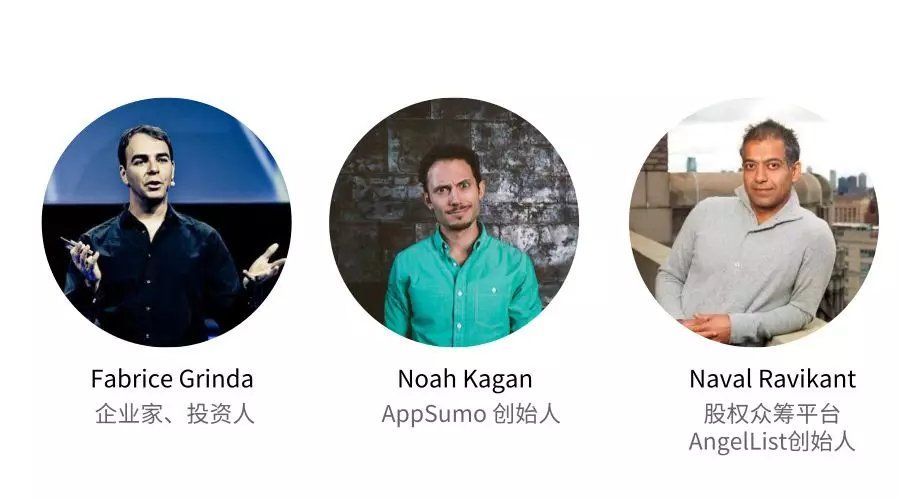 Fabrice Grinda
企业家、投资人
Noah Kagan
AppSumo 创始人
Naval Ravikant
股权众筹平台
AngelList创始人